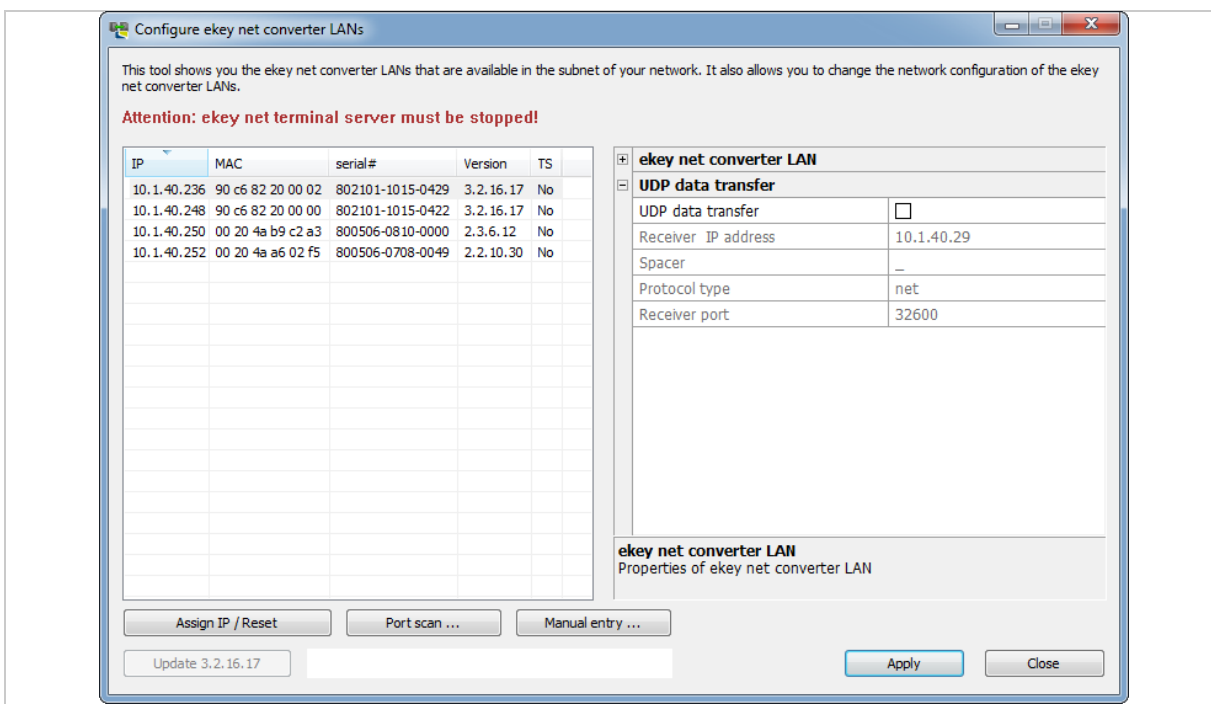 Configure ekey net converter LANs
This tool shows you the ekey net converter LANs that are available in the subnet of your network. It also allows you to change the network configuration of the ekey
net converter LANs.
Attention: ekey net terminal server must be stopped!
IP MAC serial# Version TS
10.1.40.236 90 c6 82 20 00 02 802101-1015-0429 3.2.16.17 No
10.1.40.248 90 c6 82 20 00 00 802101-1015-0422 3.2.16.17 No
10.1.40.250 00 20 4a b9 c2 a3 800506-0810-0000 2.3.6.12 No
10.1.40.252 00 20 4a a6 02 f5 800506-0708-0049 2.2.10.30 No
ekey net converter LAN
UDP data transfer
UDP data transfer
Receiver IP address 10.1.40.29
Spacer _
Protocol type net
Receiver port 32600
ekey net converter LAN
Properties of ekey net converter LAN
Assign IP / Reset Port scan ... Manual entry ...
Update 3.2.16.17 Apply Close